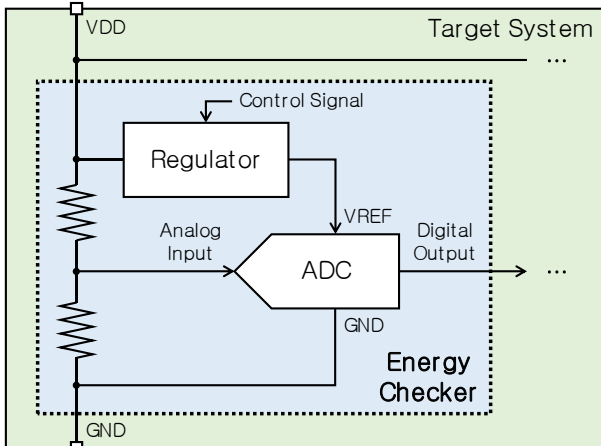 VDD
Target System
...
Control Signal
Regulator
VREF
Analog
Input
Digital
Output
ADC
...
GND
Energy
Checker
GND